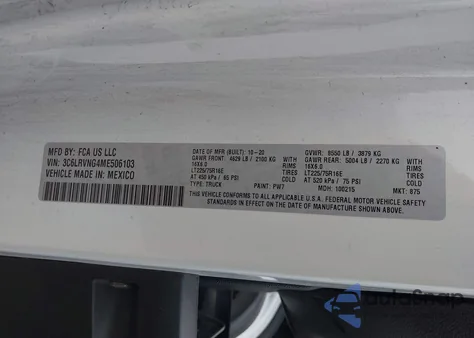 MFD BY: FCA US LLC
VIN: 3C6LRVNG4ME506103
VEHICLE MADE IN: MEXICO
DATE OF MFR (BUILT): 10-20
GAWR FRONT: 4629 LB / 2100 KG WITH
16X6.0 RIMS
LT225/75R16E TIRES
AT 450 kPa / 65 PSI
TYPE: TRUCK PAINT: PW7
GVWR: 8550 LB / 3879 KG
GAWR REAR: 5004 LB / 2270 KG WITH
16X6.0 RIMS
LT225/75R16E TIRES
AT 520 kPa / 75 PSI
MDH: 100215 MKT: 875
THIS VEHICLE CONFORMS TO ALL APPLICABLE U.S.A. FEDERAL MOTOR VEHICLE SAFETY
STANDARDS IN EFFECT ON THE DATE OF MANUFACTURE SHOWN ABOVE.
autoSnap